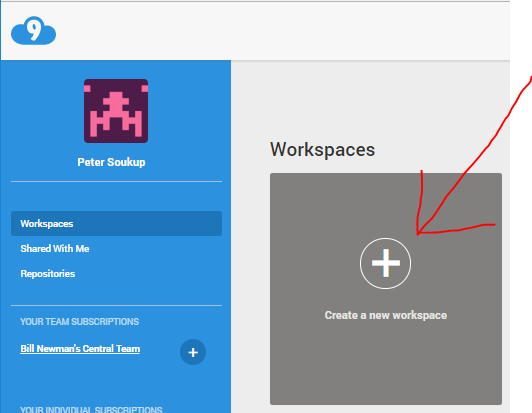 9
Peter Soukup
Workspaces
Shared With Me
Repositories
YOUR TEAM SUBSCRIPTIONS
Bill Newman's Central Team
+
YOUR INDIVIDUAL SUBSCRIPTIONS
Workspaces
+
Create a new workspace